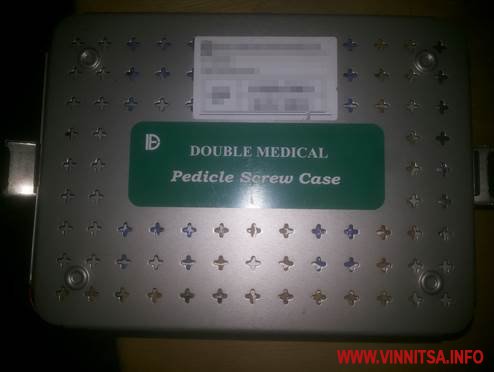 DOUBLE MEDICAL
Pedicle Screw Case
WWW.VINNITSA.INFO